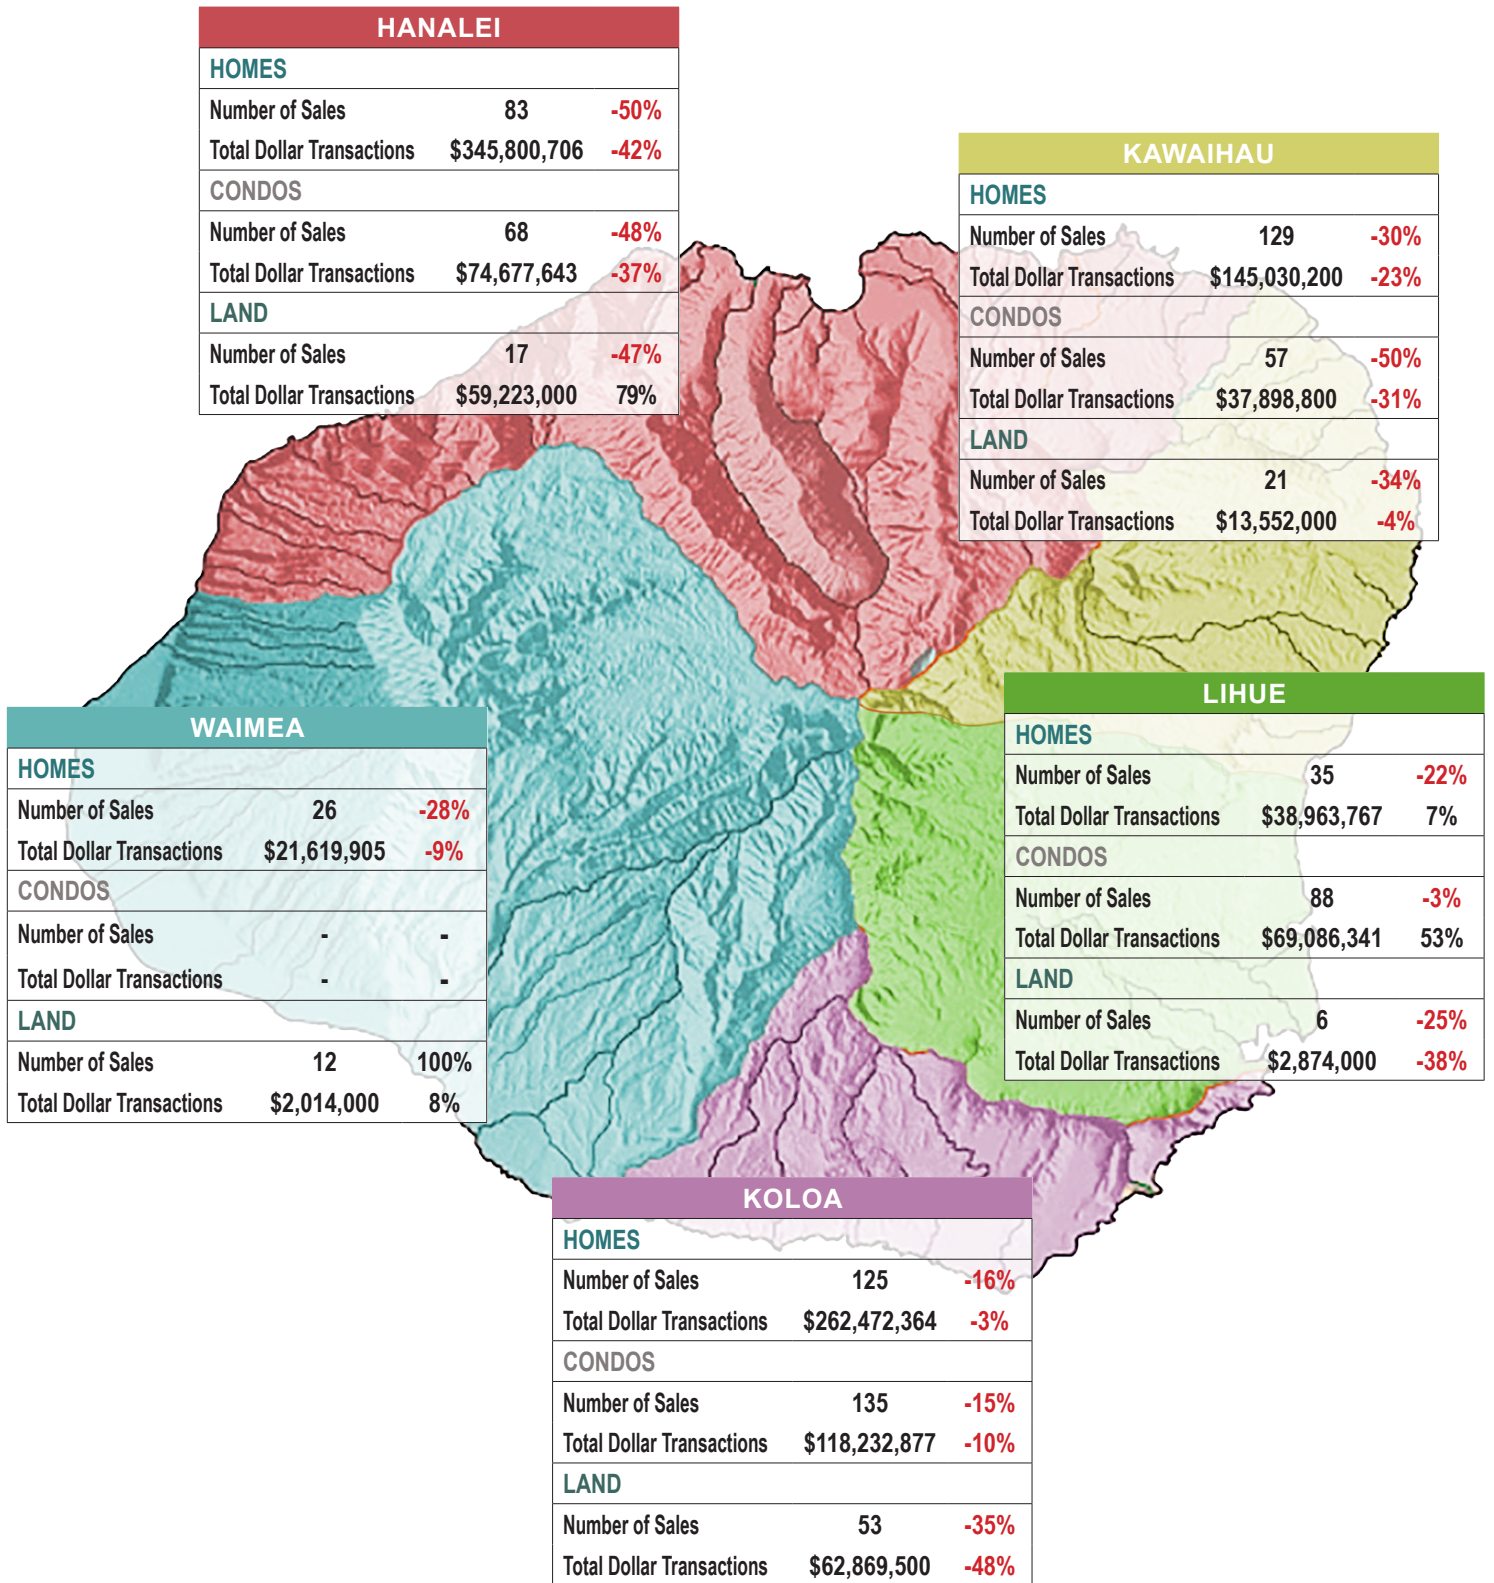 HANALEI
HOMES
Number of Sales 83 -50%
Total Dollar Transactions $345,800,706 -42%
CONDOS
Number of Sales 68 -48%
Total Dollar Transactions $74,677,643 -37%
LAND
Number of Sales 17 -47%
Total Dollar Transactions $59,223,000 79%
KAWAIHAU
HOMES
Number of Sales 129 -30%
Total Dollar Transactions $145,030,200 -23%
CONDOS
Number of Sales 57 -50%
Total Dollar Transactions $37,898,800 -31%
LAND
Number of Sales 21 -34%
Total Dollar Transactions $13,552,000 -4%
WAIMEA
HOMES
Number of Sales 26 -28%
Total Dollar Transactions $21,619,905 -9%
CONDOS
Number of Sales - -
Total Dollar Transactions - -
LAND
Number of Sales 12 100%
Total Dollar Transactions $2,014,000 8%
LIHUE
HOMES
Number of Sales 35 -22%
Total Dollar Transactions $38,963,767 7%
CONDOS
Number of Sales 88 -3%
Total Dollar Transactions $69,086,341 53%
LAND
Number of Sales 6 -25%
Total Dollar Transactions $2,874,000 -38%
KOLOA
HOMES
Number of Sales 125 -16%
Total Dollar Transactions $262,472,364 -3%
CONDOS
Number of Sales 135 -15%
Total Dollar Transactions $118,232,877 -10%
LAND
Number of Sales 53 -35%
Total Dollar Transactions $62,869,500 -48%